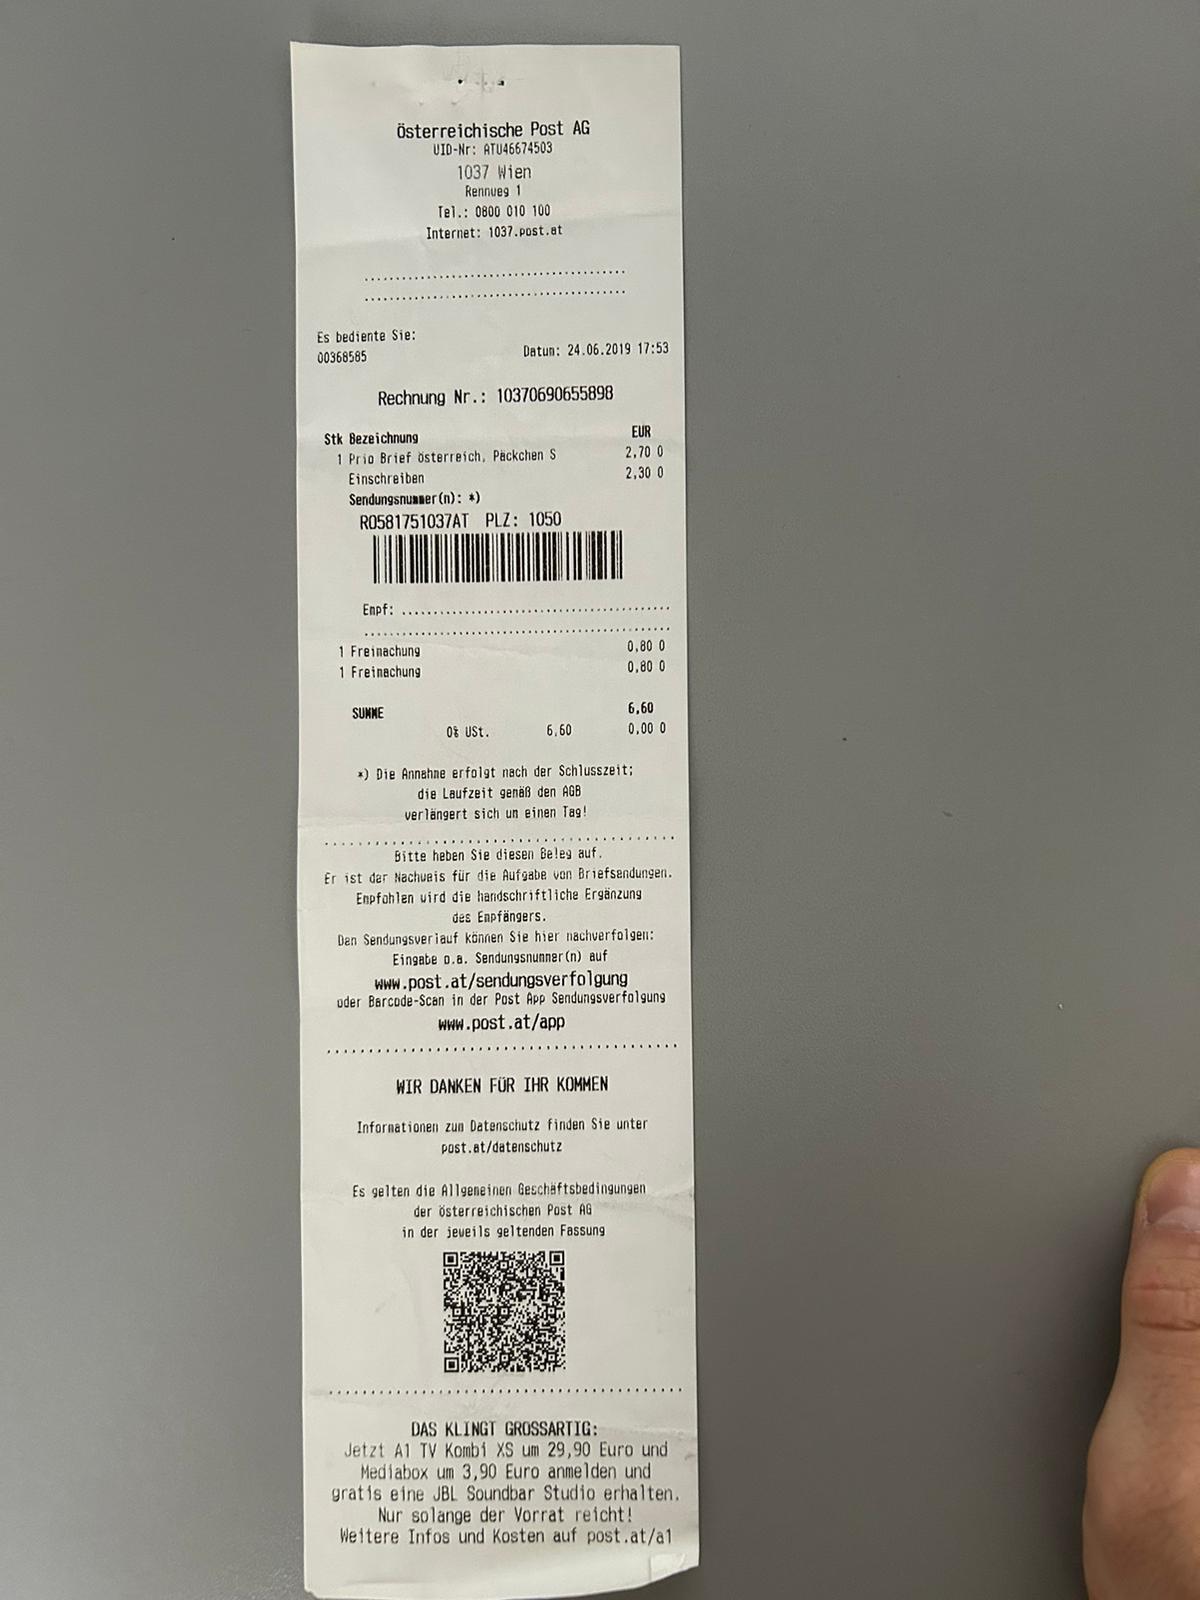 Österreichische Post AG
UID-Nr: ATU46674503
1037 Wien
Rennweg 1
Tel.: 0800 010 100
Internet: 1037.post.at
Es bediente Sie:
00368585 Datum: 24.06.2019 17:53
Rechnung Nr.: 10370690655898
Stk Bezeichnung EUR
1 Prio Brief Österreich, Päckchen S 2,70 0
Einschreiben 2,30 0
Sendungsnummer(n): *)
RO581751037AT PLZ: 1050
Empf: ........................................
........................................
1 Freimachung 0,80 0
1 Freimachung 0,80 0
SUMME 6,60
0% USt. 6,60 0,00 0
*) Die Annahme erfolgt nach der Schlusszeit;
die Laufzeit gemäß den AGB
verlängert sich um einen Tag!
Bitte heben Sie diesen Beleg auf.
Er ist der Nachweis für die Aufgabe von Briefsendungen.
Empfohlen wird die handschriftliche Ergänzung
des Empfängers.
Den Sendungsverlauf können Sie hier nachverfolgen:
Eingabe o.a. Sendungsnummer(n) auf
www.post.at/sendungsverfolgung
oder Barcode-Scan in der Post App Sendungsverfolgung
www.post.at/app
WIR DANKEN FÜR IHR KOMMEN
Informationen zum Datenschutz finden Sie unter
post.at/datenschutz
Es gelten die Allgemeinen Geschäftsbedingungen
der Österreichischen Post AG
in der jeweils geltenden Fassung
DAS KLINGT GROSSARTIG:
Jetzt A1 TV Kombi XS um 29,90 Euro und
Mediabox um 3,90 Euro anmelden und
gratis eine JBL Soundbar Studio erhalten.
Nur solange der Vorrat reicht!
Weitere Infos und Kosten auf post.at/a1